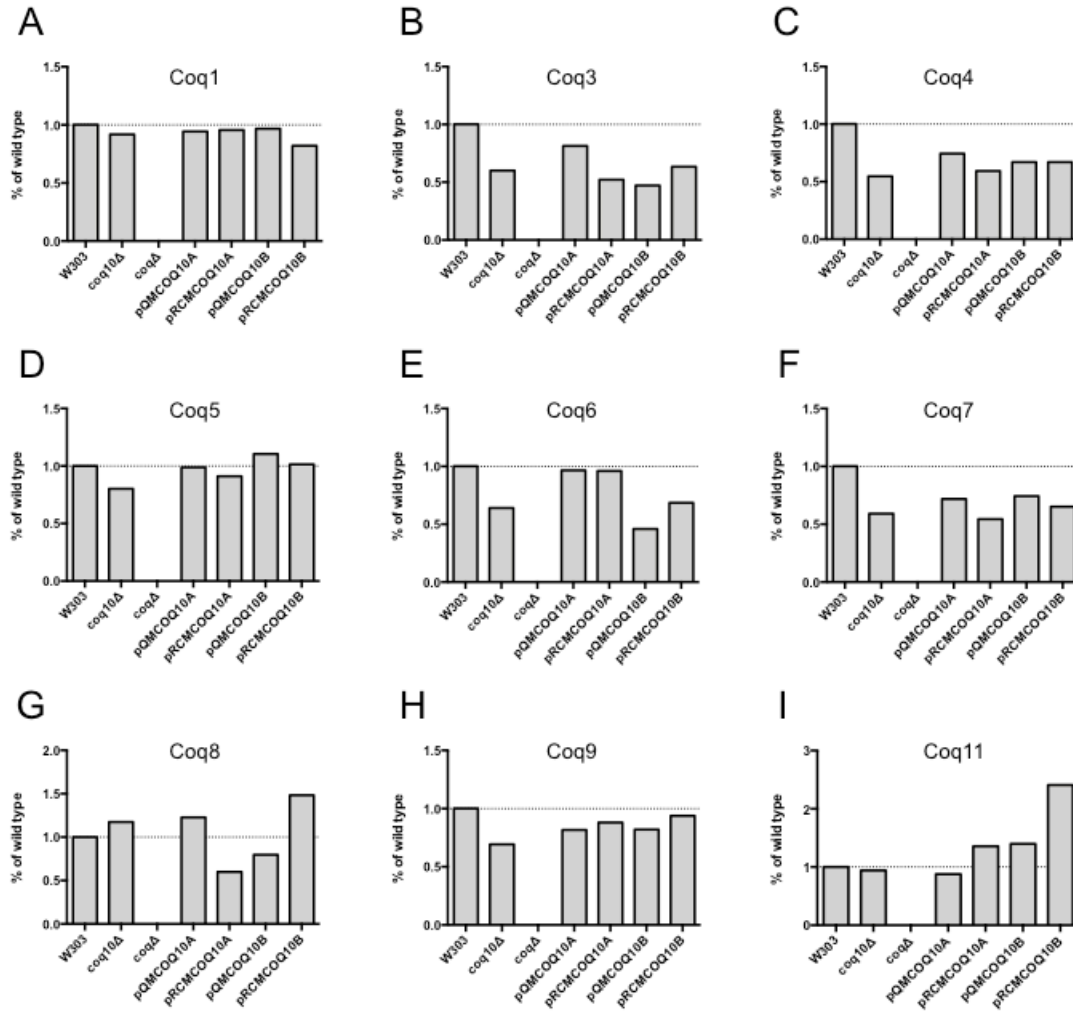 A
Coq1
% of wild type
1.5
1.0
0.5
0.0
W303
coq10Δ
coqΔ
pQMCOQ10A
pRCMCOQ10A
pQMCOQ10B
pRCMCOQ10B
B
Coq3
% of wild type
1.5
1.0
0.5
0.0
W303
coq10Δ
coqΔ
pQMCOQ10A
pRCMCOQ10A
pQMCOQ10B
pRCMCOQ10B
C
Coq4
% of wild type
1.5
1.0
0.5
0.0
W303
coq10Δ
coqΔ
pQMCOQ10A
pRCMCOQ10A
pQMCOQ10B
pRCMCOQ10B
D
Coq5
% of wild type
1.5
1.0
0.5
0.0
W303
coq10Δ
coqΔ
pQMCOQ10A
pRCMCOQ10A
pQMCOQ10B
pRCMCOQ10B
E
Coq6
% of wild type
1.5
1.0
0.5
0.0
W303
coq10Δ
coqΔ
pQMCOQ10A
pRCMCOQ10A
pQMCOQ10B
pRCMCOQ10B
F
Coq7
% of wild type
1.5
1.0
0.5
0.0
W303
coq10Δ
coqΔ
pQMCOQ10A
pRCMCOQ10A
pQMCOQ10B
pRCMCOQ10B
G
Coq8
% of wild type
2.0
1.5
1.0
0.5
0.0
W303
coq10Δ
coqΔ
pQMCOQ10A
pRCMCOQ10A
pQMCOQ10B
pRCMCOQ10B
H
Coq9
% of wild type
1.5
1.0
0.5
0.0
W303
coq10Δ
coqΔ
pQMCOQ10A
pRCMCOQ10A
pQMCOQ10B
pRCMCOQ10B
I
Coq11
% of wild type
3
2
1
0
W303
coq10Δ
coqΔ
pQMCOQ10A
pRCMCOQ10A
pQMCOQ10B
pRCMCOQ10B